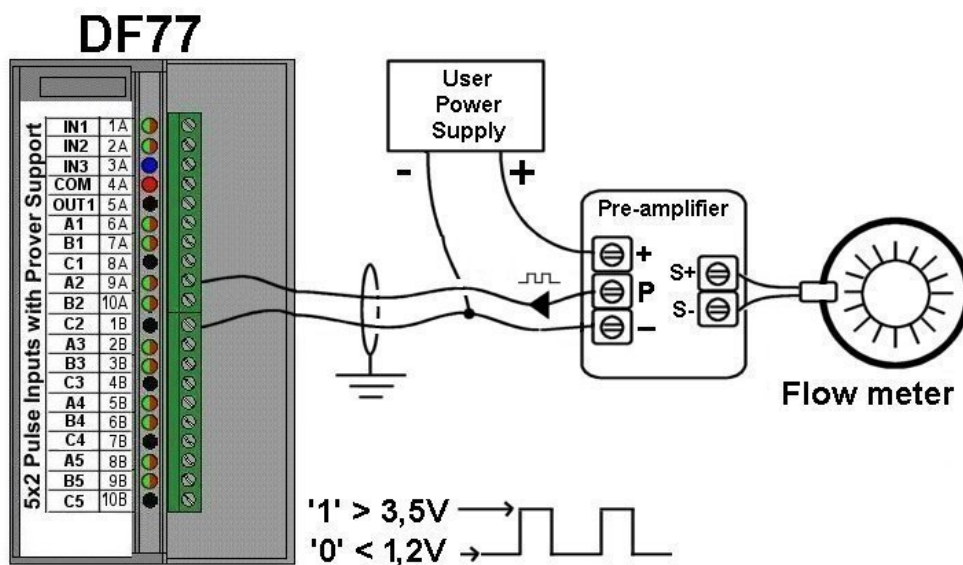 DF77
5x2 Pulse Inputs with Prover Support
IN1 1A
IN2 2A
IN3 3A
COM 4A
OUT1 5A
A1 6A
B1 7A
C1 8A
A2 9A
B2 10A
C2 1B
A3 2B
B3 3B
C3 4B
A4 5B
B4 6B
C4 7B
A5 8B
B5 9B
C5 10B
User
Power
Supply
- +
Pre-amplifier
+
P
–
S+
S-
Flow meter
'1' > 3,5V
'0' < 1,2V